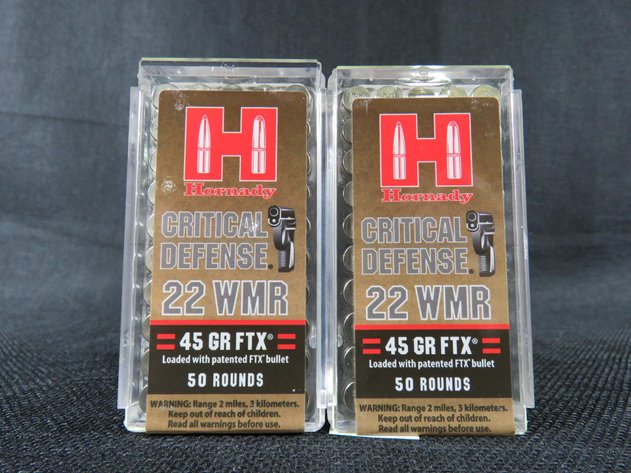 H
Hornady
CRITICAL
DEFENSE®
22 WMR
45 GR FTX®
Loaded with patented FTX® bullet
50 ROUNDS
WARNING: Range 2 miles, 3 kilometers.
Keep out of reach of children.
Read all warnings before use.
H
Hornady
CRITICAL
DEFENSE®
22 WMR
45 GR FTX®
Loaded with patented FTX® bullet
50 ROUNDS
WARNING: Range 2 miles, 3 kilometers.
Keep out of reach of children.
Read all warnings before use.